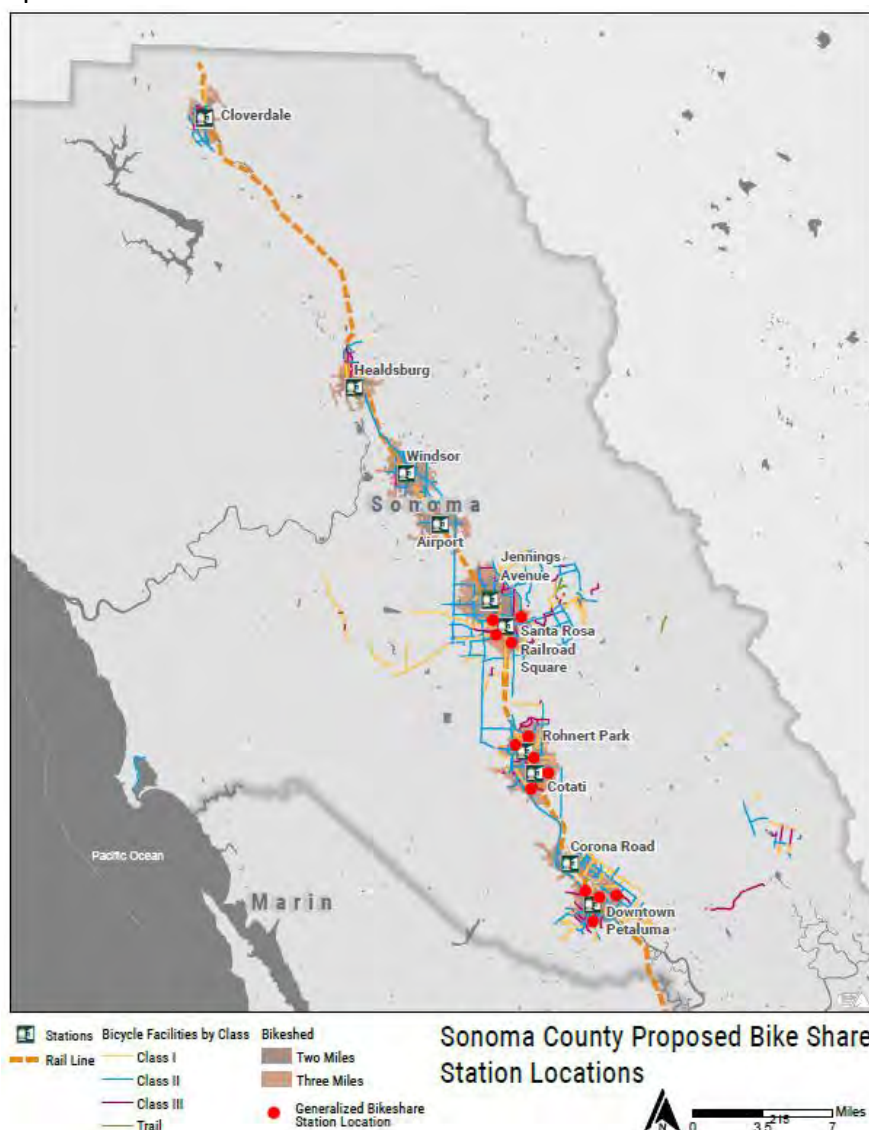 Cloverdale
Healdsburg
Windsor
Sonoma
Airport
Jennings
Avenue
Santa Rosa
Railroad
Square
Rohnert Park
Cotati
Corona Road
Pacific Ocean
Marin
Downtown
Petaluma
Stations
Rail Line
Bicycle Facilities by Class
Class I
Class II
Class III
Trail
Bikeshed
Two Miles
Three Miles
Generalized Bikeshare
Station Location
Sonoma County Proposed Bike Share
Station Locations
N
Miles
0 3.5 7
215